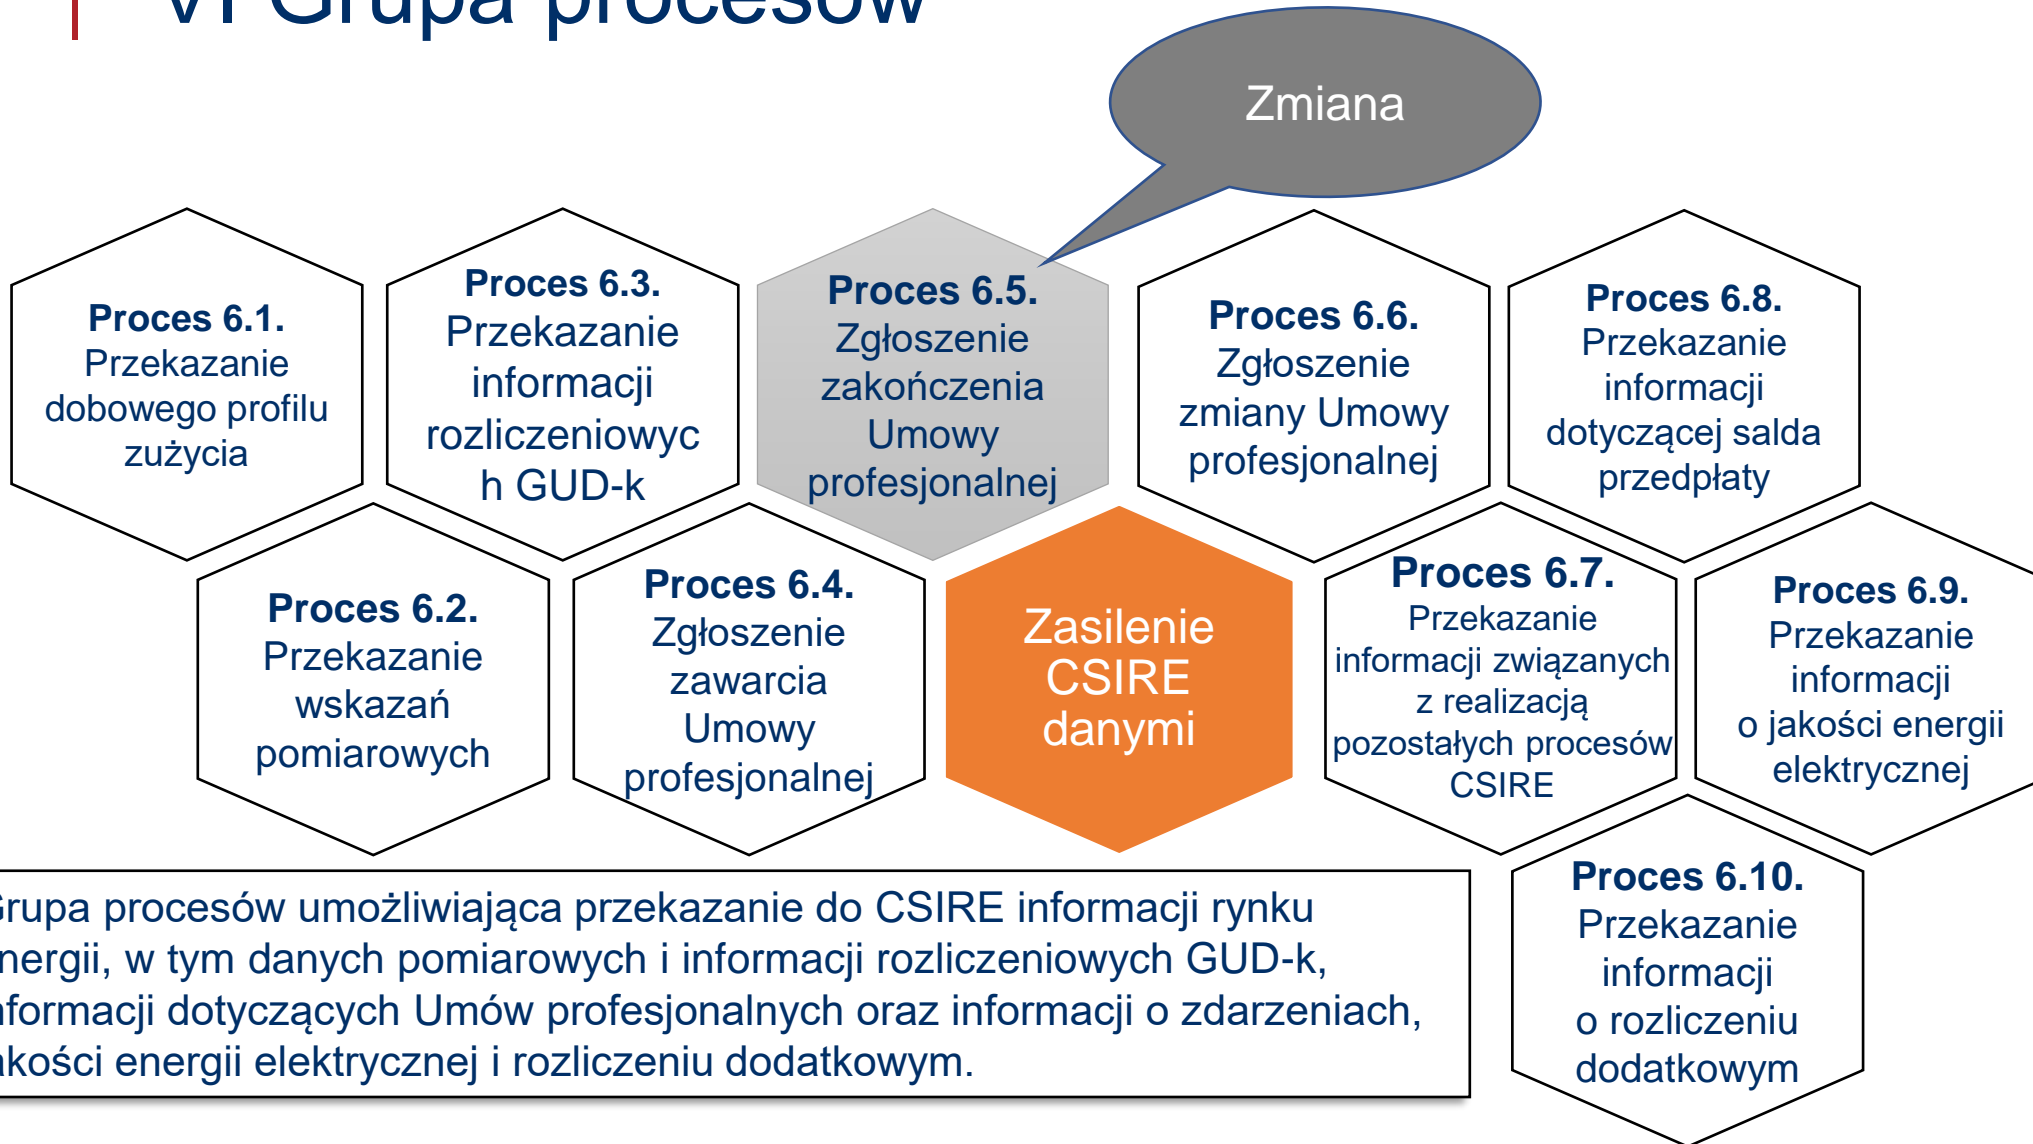 VI Grupa procesów
Zmiana
Proces 6.1.
Przekazanie
dobowego profilu
zużycia
Proces 6.3.
Przekazanie
informacji
rozliczeniowyc
h GUD-k
Proces 6.5.
Zgłoszenie
zakończenia
Umowy
profesjonalnej
Proces 6.6.
Zgłoszenie
zmiany Umowy
profesjonalnej
Proces 6.8.
Przekazanie
informacji
dotyczącej salda
przedpłaty
Proces 6.2.
Przekazanie
wskazań
pomiarowych
Proces 6.4.
Zgłoszenie
zawarcia
Umowy
profesjonalnej
Zasilenie
CSIRE
danymi
Proces 6.7.
Przekazanie
informacji związanych
z realizacją
pozostałych procesów
CSIRE
Proces 6.9.
Przekazanie
informacji
o jakości energii
elektrycznej
Proces 6.10.
Przekazanie
informacji
o rozliczeniu
dodatkowym
Grupa procesów umożliwiająca przekazanie do CSIRE informacji rynku
nergii, w tym danych pomiarowych i informacji rozliczeniowych GUD-k,
nformacji dotyczących Umów profesjonalnych oraz informacji o zdarzeniach,
akości energii elektrycznej i rozliczeniu dodatkowym.